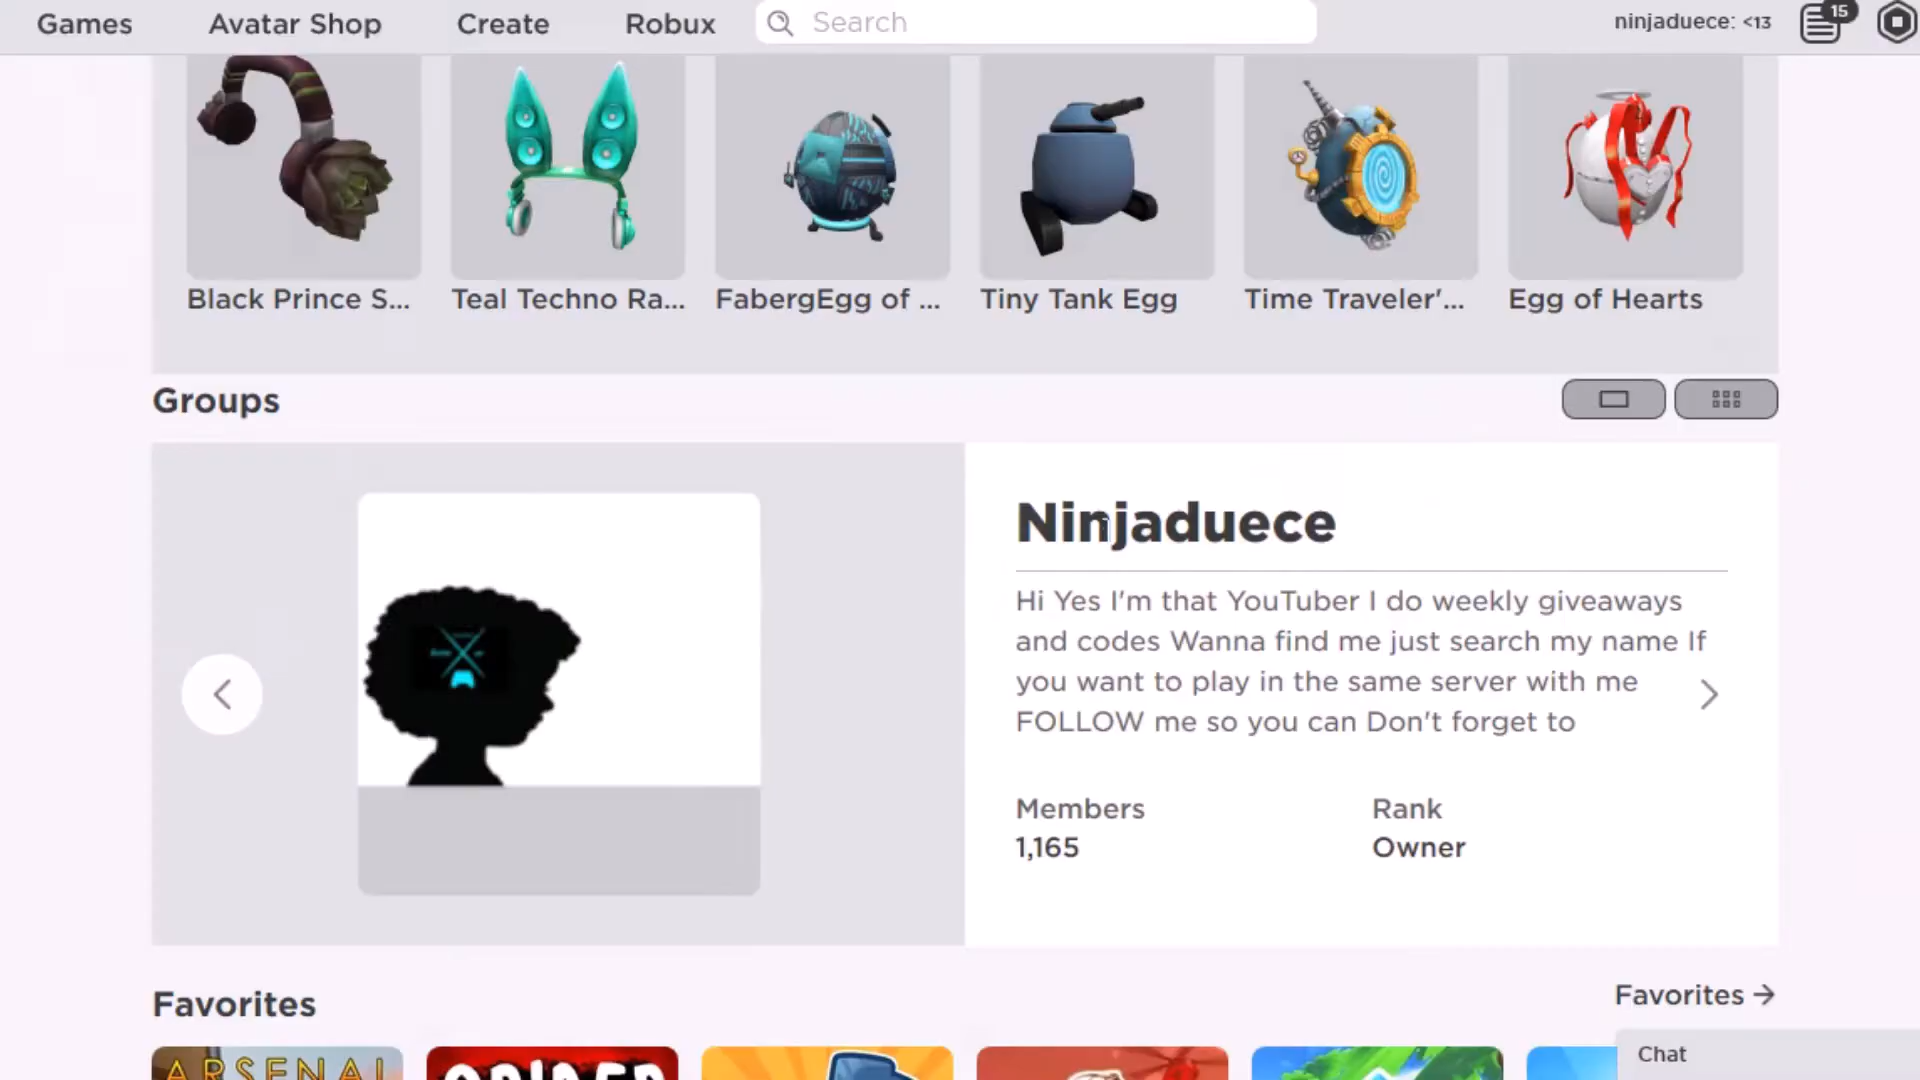 Games Avatar Shop Create Robux Search ninjaduece: <13 15
Black Prince S... Teal Techno Ra... FabergEgg of ... Tiny Tank Egg Time Traveler'... Egg of Hearts
Groups
Ninjaduece
Hi Yes I'm that YouTuber I do weekly giveaways
and codes Wanna find me just search my name If
you want to play in the same server with me
FOLLOW me so you can Don't forget to
Members Rank
1,165 Owner
Favorites Favorites
ARSENAL
Chat